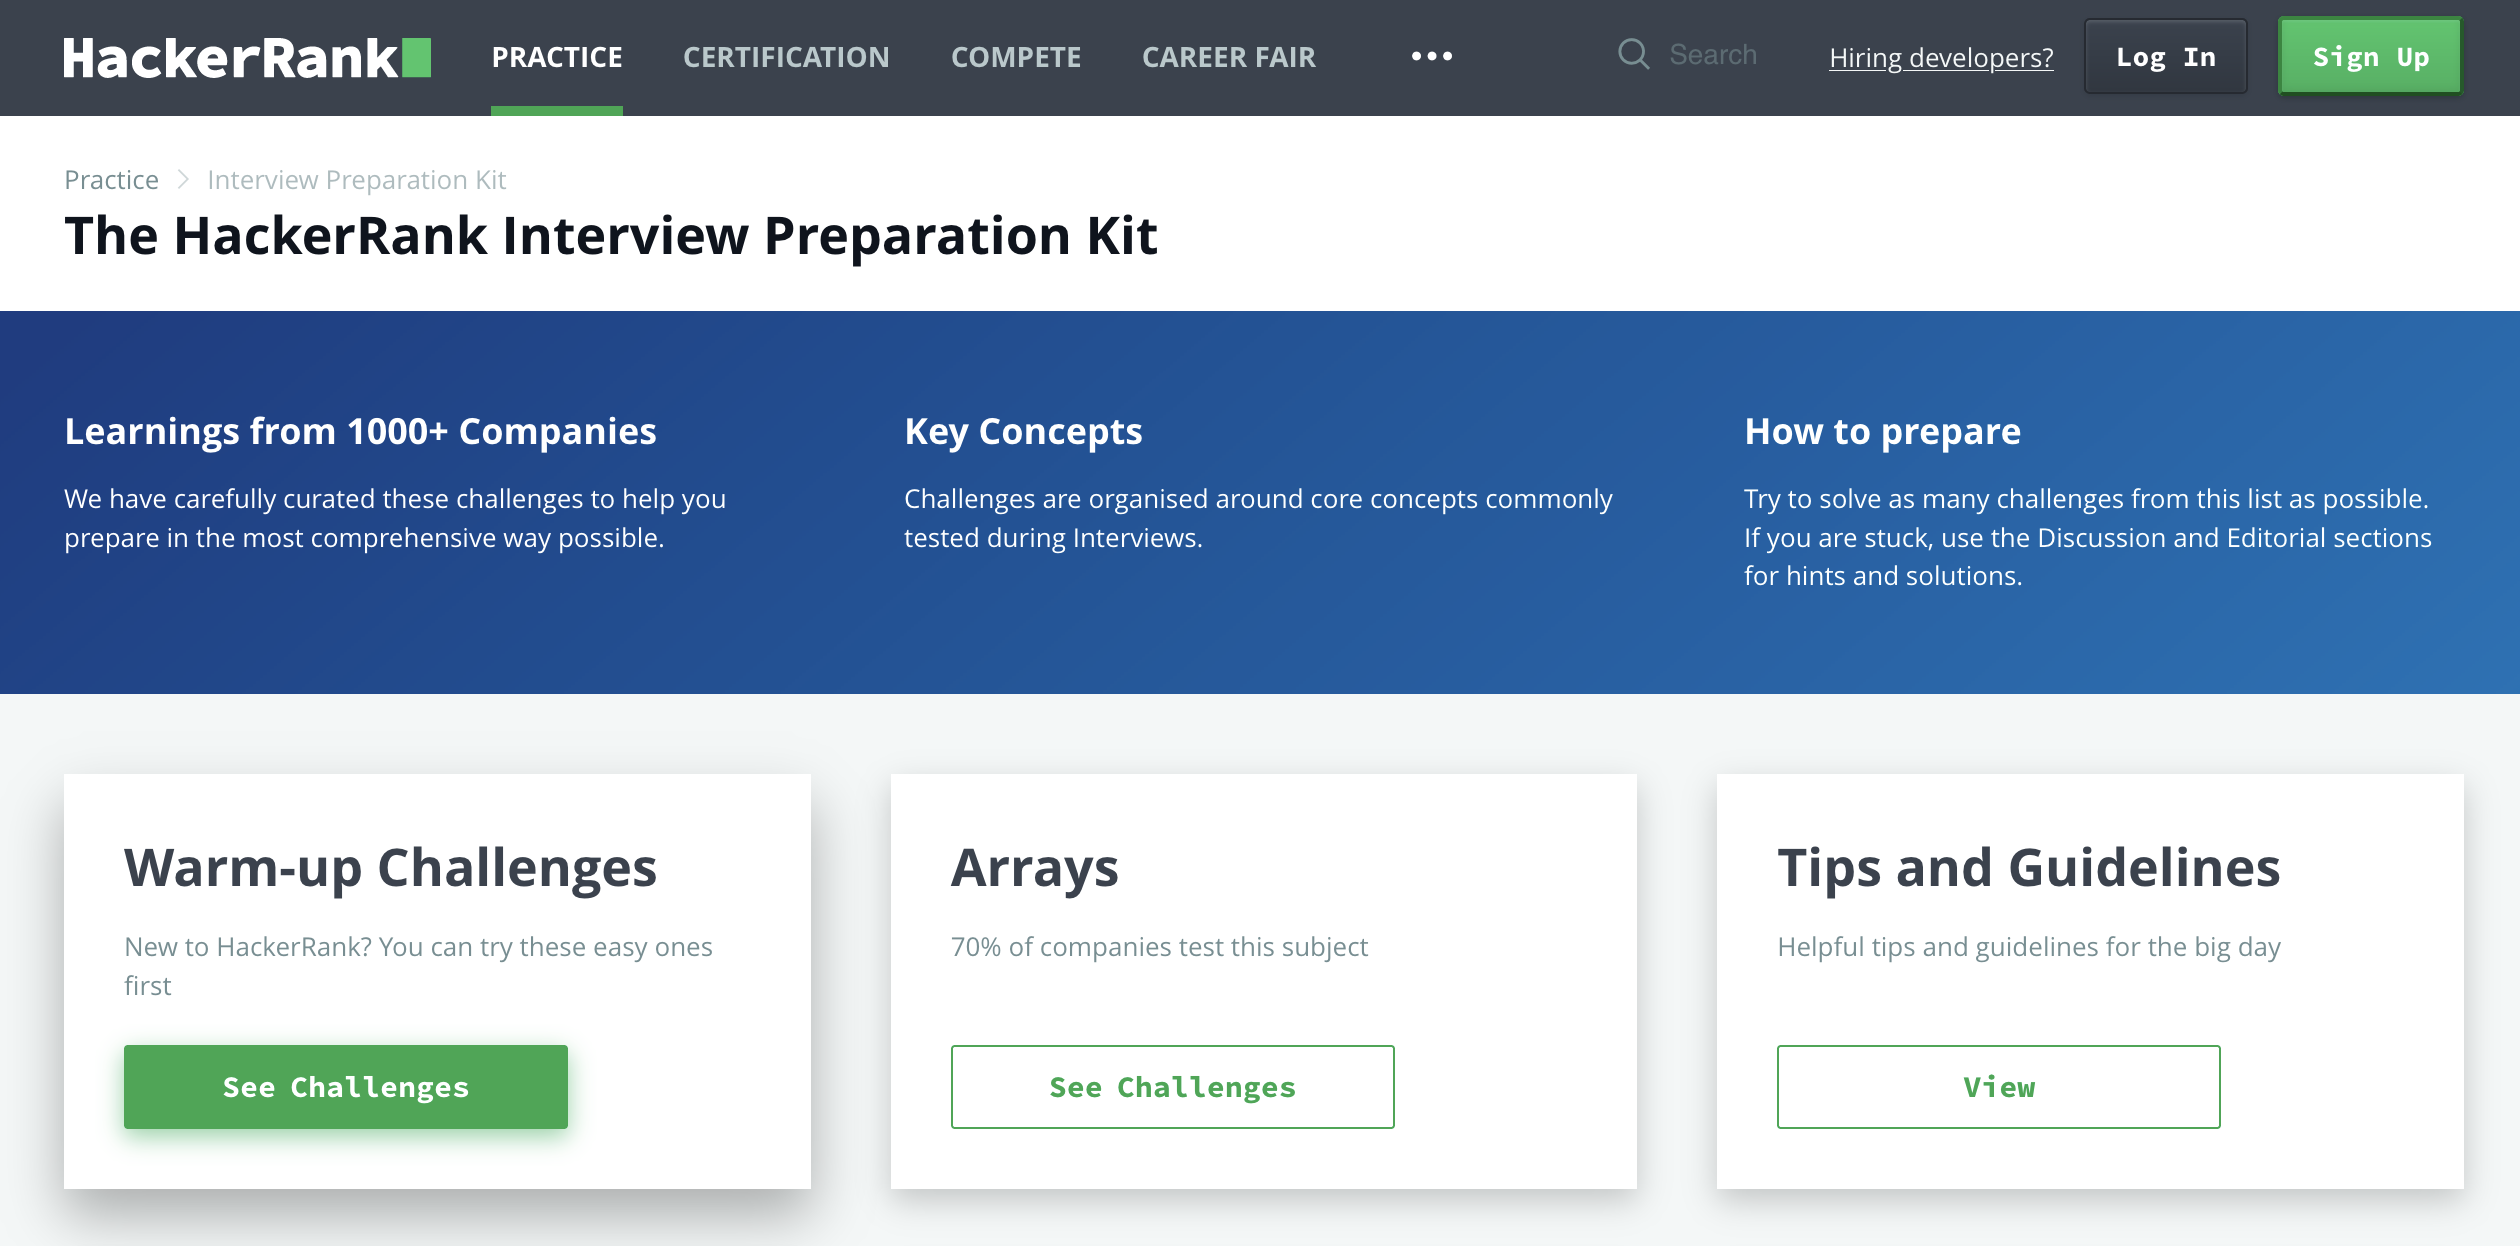 HackerRank
PRACTICE
CERTIFICATION
COMPETE
CAREER FAIR
Search
Hiring developers?
Log In
Sign Up
Practice
Interview Preparation Kit
The HackerRank Interview Preparation Kit
Learnings from 1000+ Companies
We have carefully curated these challenges to help you
prepare in the most comprehensive way possible.
Key Concepts
Challenges are organised around core concepts commonly
tested during Interviews.
How to prepare
Try to solve as many challenges from this list as possible.
If you are stuck, use the Discussion and Editorial sections
for hints and solutions.
Warm-up Challenges
New to HackerRank? You can try these easy ones
first
See Challenges
Arrays
70% of companies test this subject
See Challenges
Tips and Guidelines
Helpful tips and guidelines for the big day
View